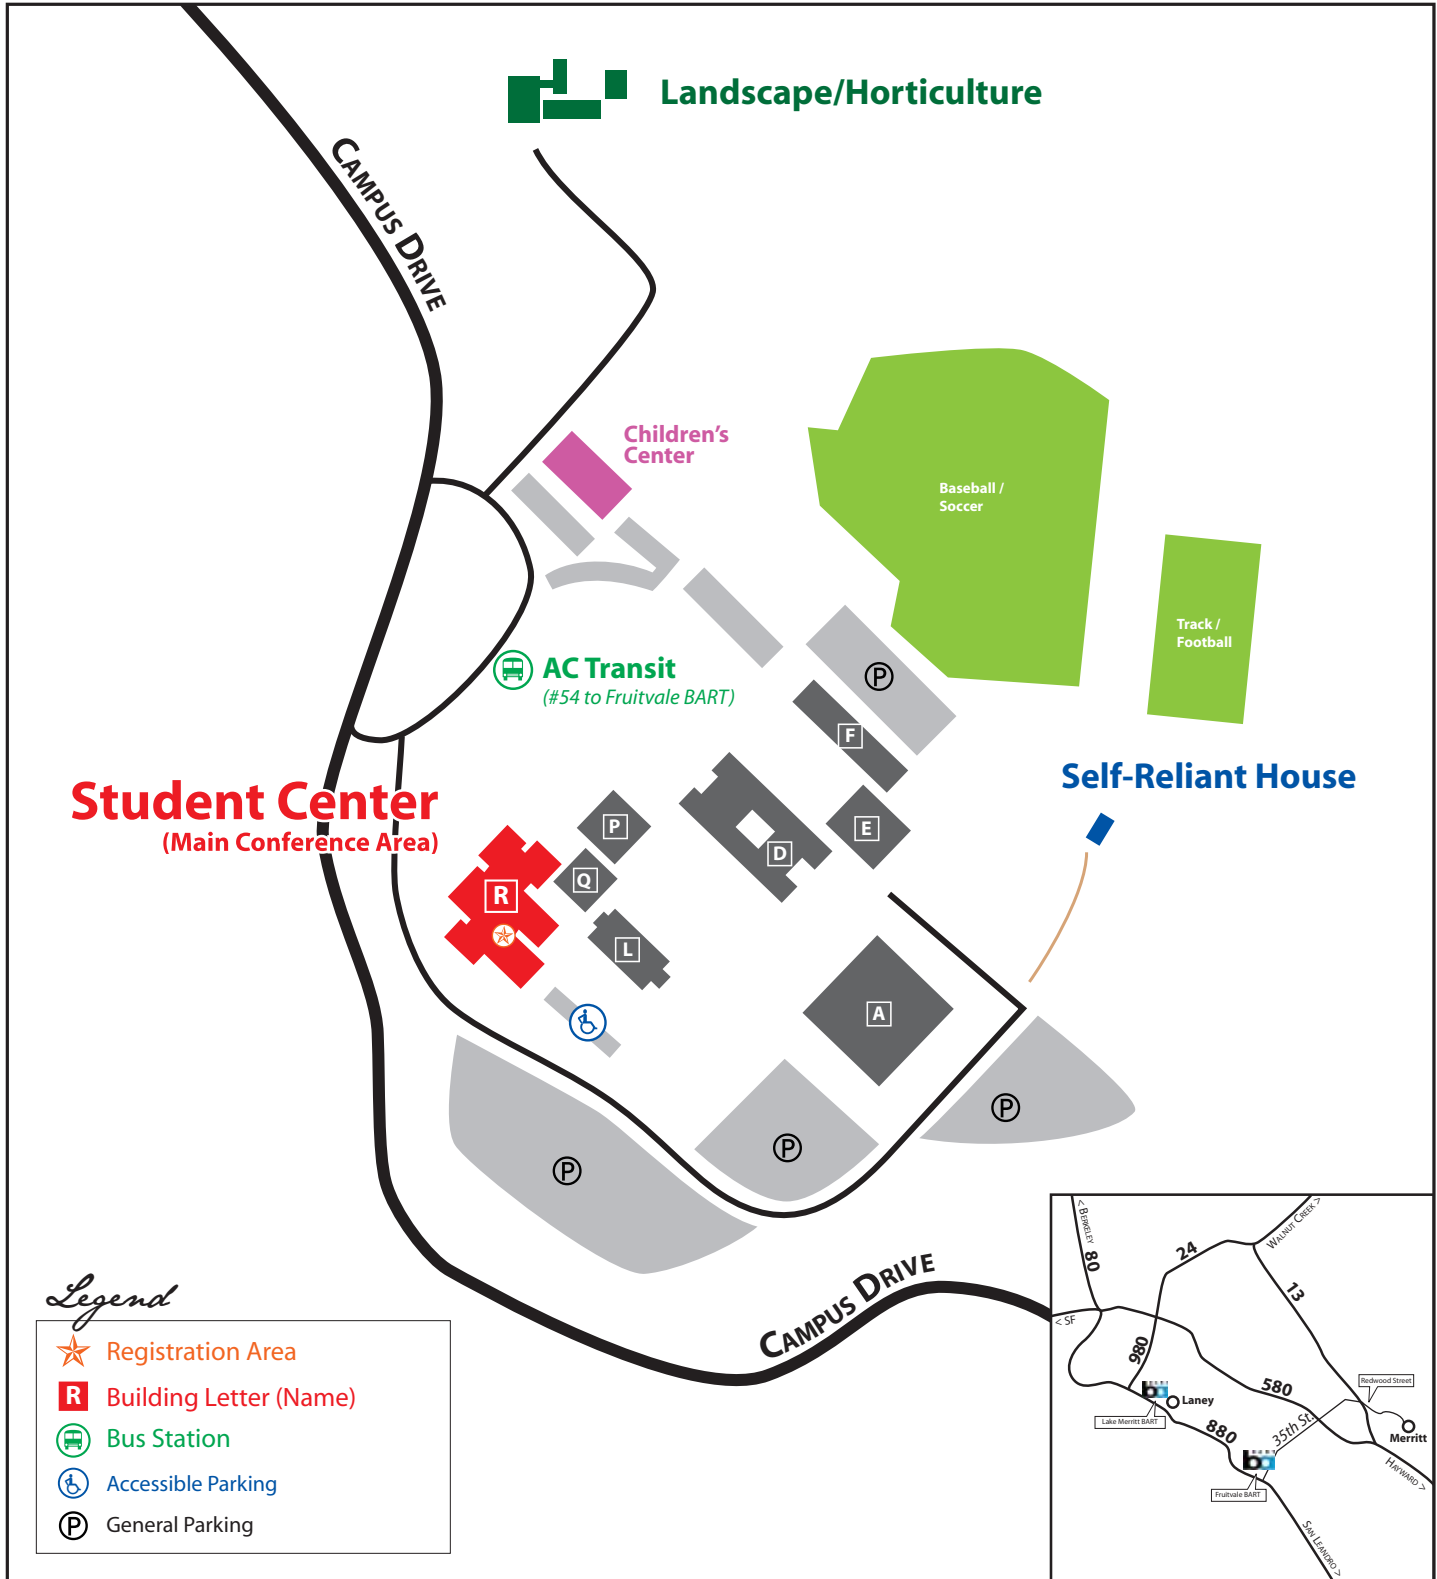 Landscape/Horticulture
CAMPUS DRIVE
Children's
Center
Baseball /
Soccer
Track /
Football
P
AC Transit
(#54 to Fruitvale BART)
F
Self-Reliant House
Student Center
(Main Conference Area)
P
E
D
Q
R
L
A
P
P
P
CAMPUS DRIVE
Legend
Registration Area
R Building Letter (Name)
Bus Station
Accessible Parking
P General Parking
< BERKELEY
80
24
WALNUT CREEK >
13
< SF
980
580
Redwood Street
Laney
Lake Merritt BART
880
35th St.
Merritt
HAYWARD >
Fruitvale BART
SAN LEANDRO >